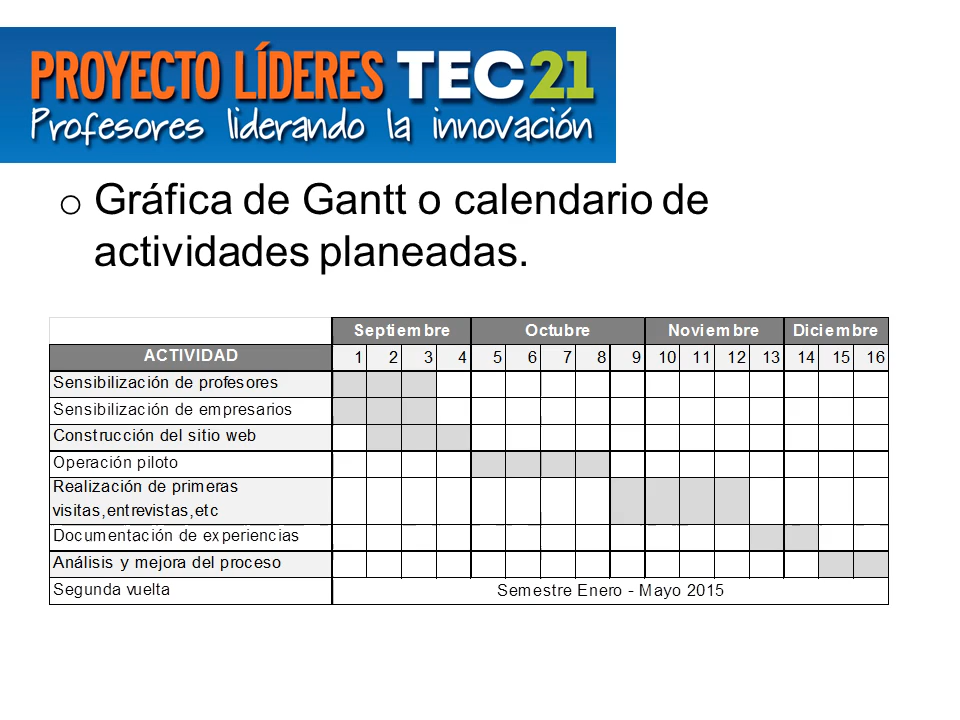 PROYECTO LÍDERES TEC21
Profesores liderando la innovación
o Gráfica de Gantt o calendario de
actividades planeadas.
Septiembre Octubre Noviembre Diciembre
ACTIVIDAD 1 2 3 4 5 6 7 8 9 10 11 12 13 14 15 16
Sensibilización de profesores
Sensibilización de empresarios
Construcción del sitio web
Operación piloto
Realización de primeras
visitas,entrevistas,etc
Documentación de experiencias
Análisis y mejora del proceso
Segunda vuelta Semestre Enero - Mayo 2015